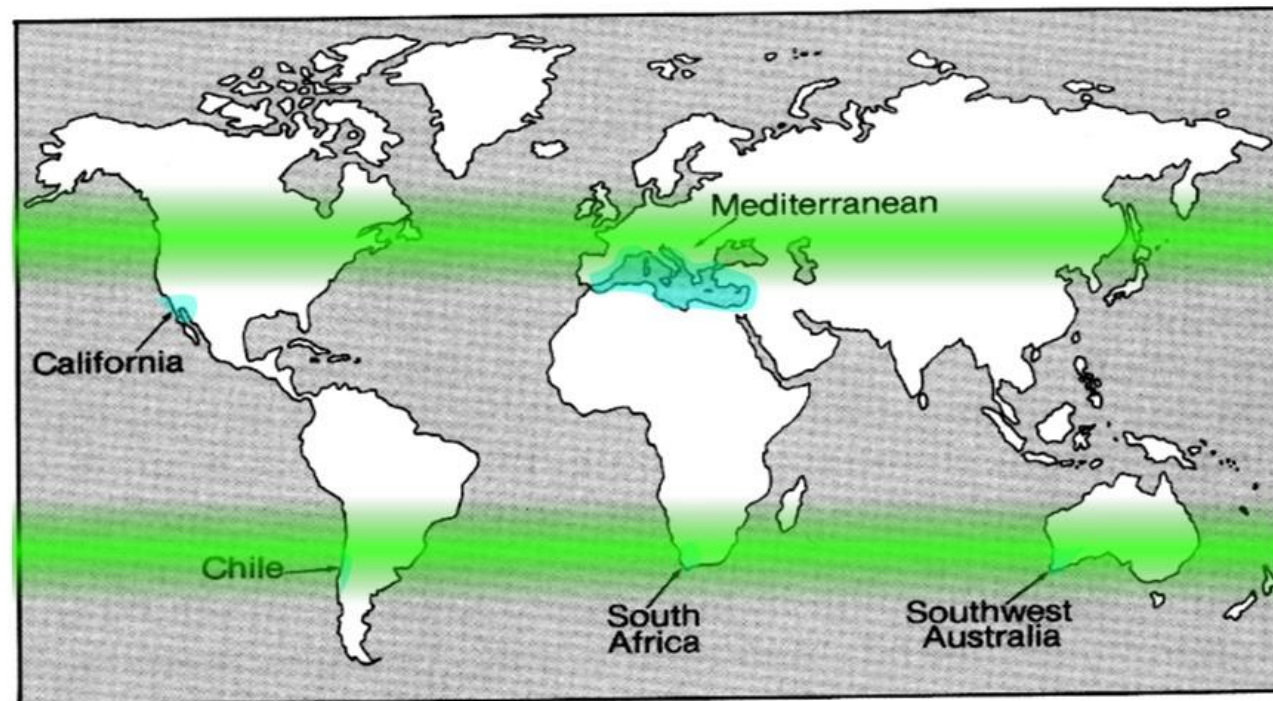 Mediterranean
California
Chile
South
Africa
Southwest
Australia